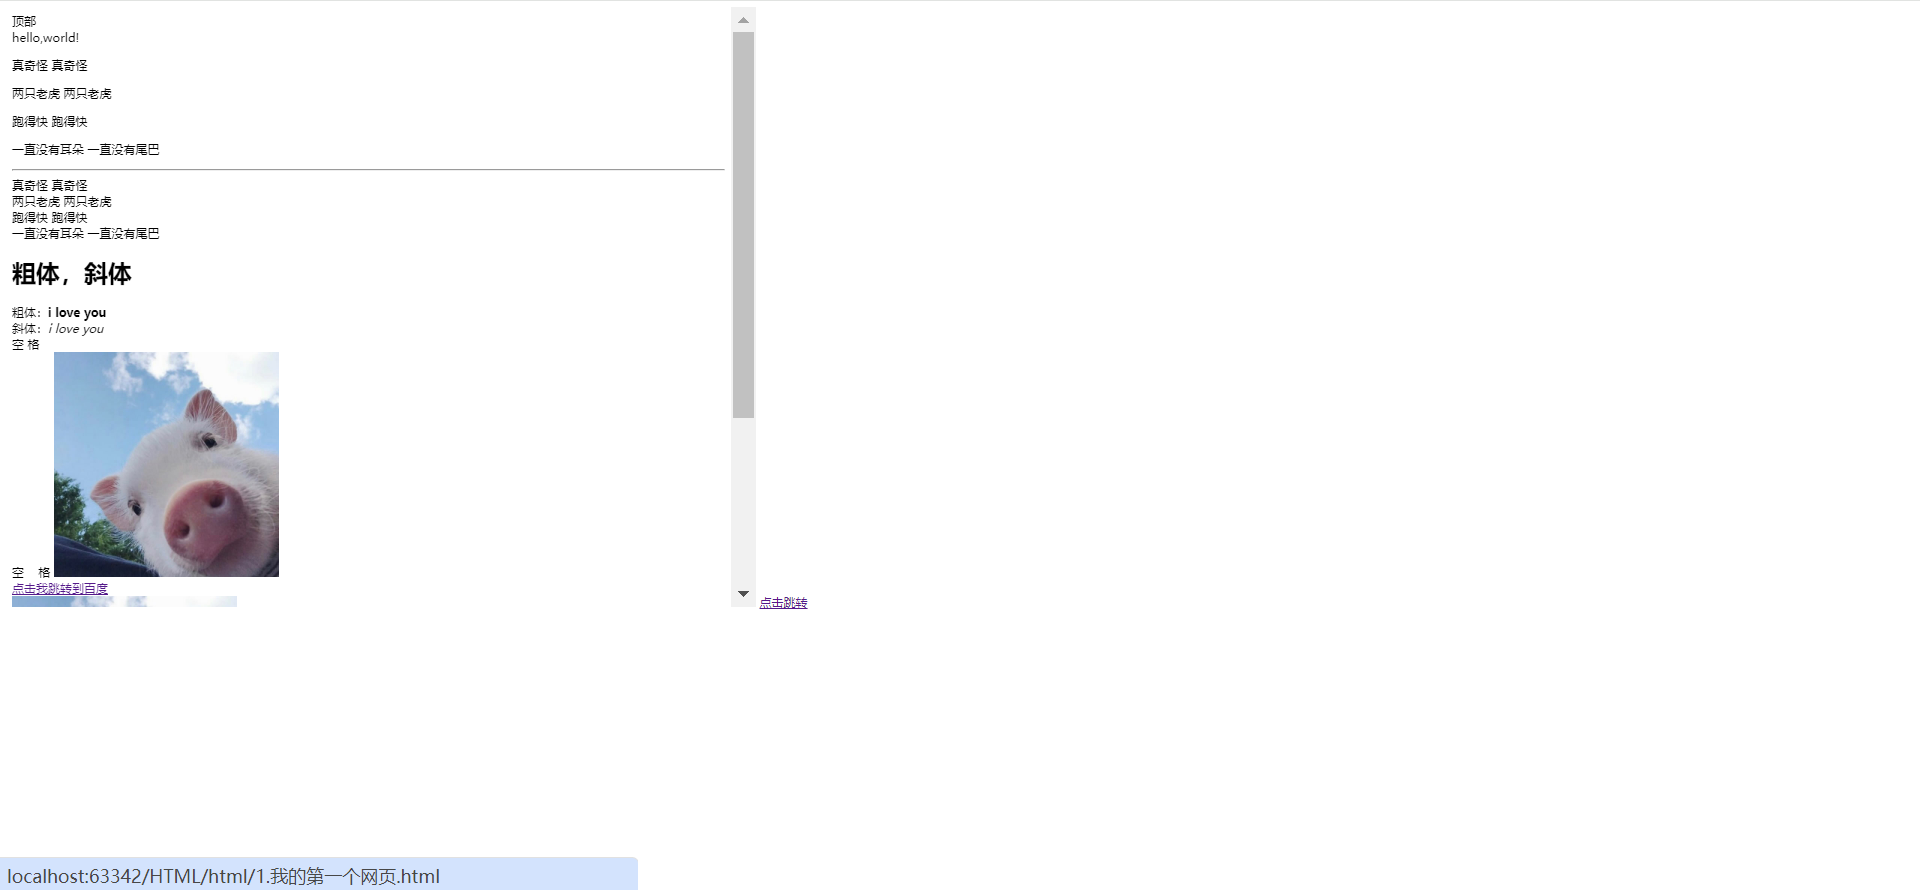 顶部
hello,world!
真奇怪 真奇怪
两只老虎 两只老虎
跑得快 跑得快
一直没有耳朵 一直没有尾巴
真奇怪 真奇怪
两只老虎 两只老虎
跑得快 跑得快
一直没有耳朵 一直没有尾巴
粗体，斜体
粗体：i love you
斜体：i love you
空 格
空    格
点击我跳转到百度
点击跳转
localhost:63342/HTML/html/1.我的第一个网页.html